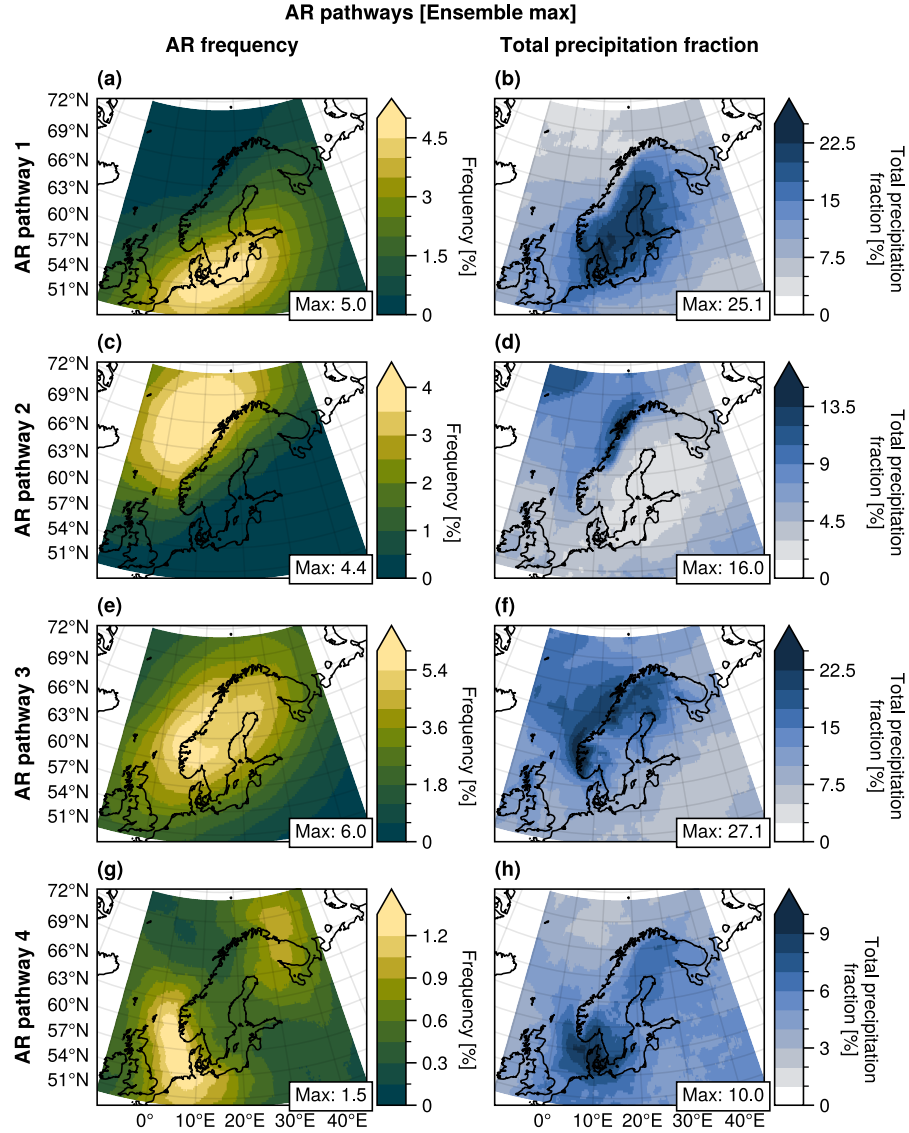 AR pathways [Ensemble max]
AR frequency
Total precipitation fraction
AR pathway 1
(a)
72°N
69°N
66°N
63°N
60°N
57°N
54°N
51°N
Max: 5.0
4.5
3
1.5
0
Frequency [%]
(b)
Max: 25.1
22.5
15
7.5
0
Total precipitation
fraction [%]
AR pathway 2
(c)
72°N
69°N
66°N
63°N
60°N
57°N
54°N
51°N
Max: 4.4
4
3
2
1
0
Frequency [%]
(d)
Max: 16.0
13.5
9
4.5
0
Total precipitation
fraction [%]
AR pathway 3
(e)
72°N
69°N
66°N
63°N
60°N
57°N
54°N
51°N
Max: 6.0
5.4
3.6
1.8
0
Frequency [%]
(f)
Max: 27.1
22.5
15
7.5
0
Total precipitation
fraction [%]
AR pathway 4
(g)
72°N
69°N
66°N
63°N
60°N
57°N
54°N
51°N
Max: 1.5
1.2
0.9
0.6
0.3
0
Frequency [%]
0°
10°E
20°E
30°E
40°E
(h)
Max: 10.0
9
6
3
0
Total precipitation
fraction [%]
0°
10°E
20°E
30°E
40°E